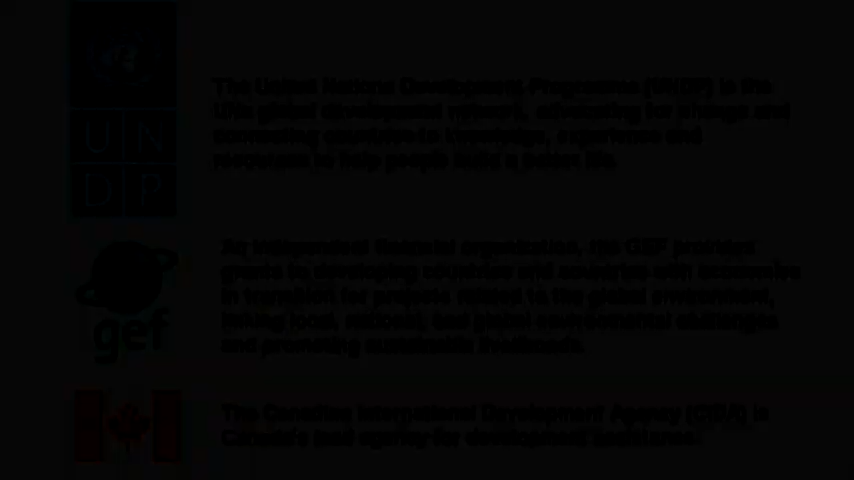 UN
DP
The United Nations Development Programme (UNDP) is the
UN's global development network, advocating for change and
connecting countries to knowledge, experience and
resources to help people build a better life.
gef
An independent financial organization, the GEF provides
grants to developing countries and countries with economies
in transition for projects related to the global environment,
linking local, national, and global environmental challenges
and promoting sustainable livelihoods.
The Canadian International Development Agency (CIDA) is
Canada's lead agency for development assistance.